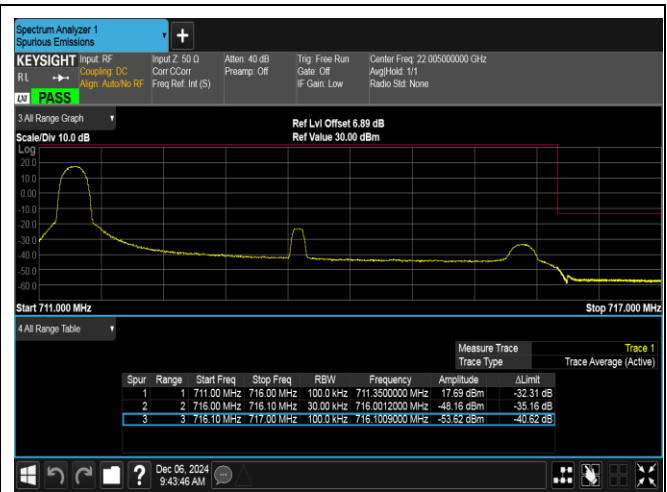 Spectrum Analyzer 1
Spurious Emissions
KEYSIGHT Input: RF Input Z: 50 Ω Atten: 40 dB Trig: Free Run Center Freq: 22.005000000 GHz
RL Coupling: DC Corr CCorr Preamp: Off Gate: Off Avg|Hold: 1/1
Align: Auto/No RF Freq Ref: Int (S) IF Gain: Low Radio Std: None
LXI PASS
3 All Range Graph
Ref Lvl Offset 6.89 dB
Scale/Div 10.0 dB Ref Value 30.00 dBm
Log
20.0
10.0
0.00
-10.0
-20.0
-30.0
-40.0
-50.0
-60.0
Start 711.000 MHz Stop 717.000 MHz
4 All Range Table
Measure Trace Trace 1
Trace Type Trace Average (Active)
Spur Range Start Freq Stop Freq RBW Frequency Amplitude ΔLimit
1 1 711.00 MHz 716.00 MHz 100.0 kHz 711.3500000 MHz 17.69 dBm -32.31 dB
2 2 716.00 MHz 716.10 MHz 30.00 kHz 716.0012000 MHz -48.16 dBm -35.16 dB
3 3 716.10 MHz 717.00 MHz 100.0 kHz 716.1009000 MHz -53.62 dBm -40.62 dB
? Dec 06, 2024
9:43:46 AM